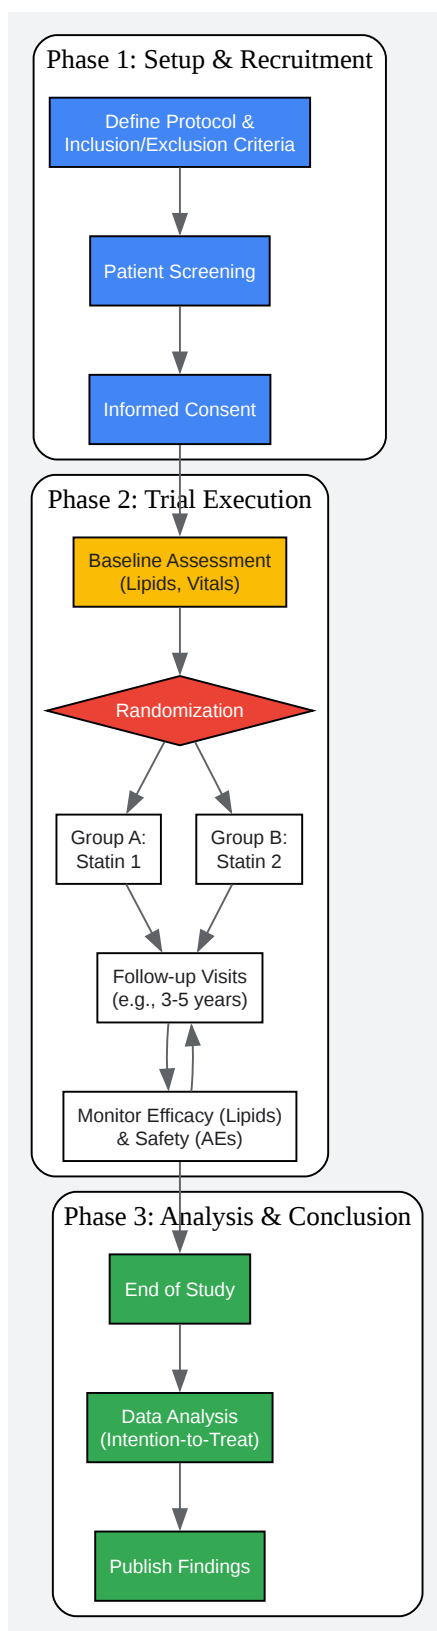 Phase 1: Setup & Recruitment
Define Protocol &
Inclusion/Exclusion Criteria
Patient Screening
Informed Consent
Phase 2: Trial Execution
Baseline Assessment
(Lipids, Vitals)
Randomization
Group A:
Statin 1
Group B:
Statin 2
Follow-up Visits
(e.g., 3-5 years)
Monitor Efficacy (Lipids)
& Safety (AEs)
Phase 3: Analysis & Conclusion
End of Study
Data Analysis
(Intention-to-Treat)
Publish Findings